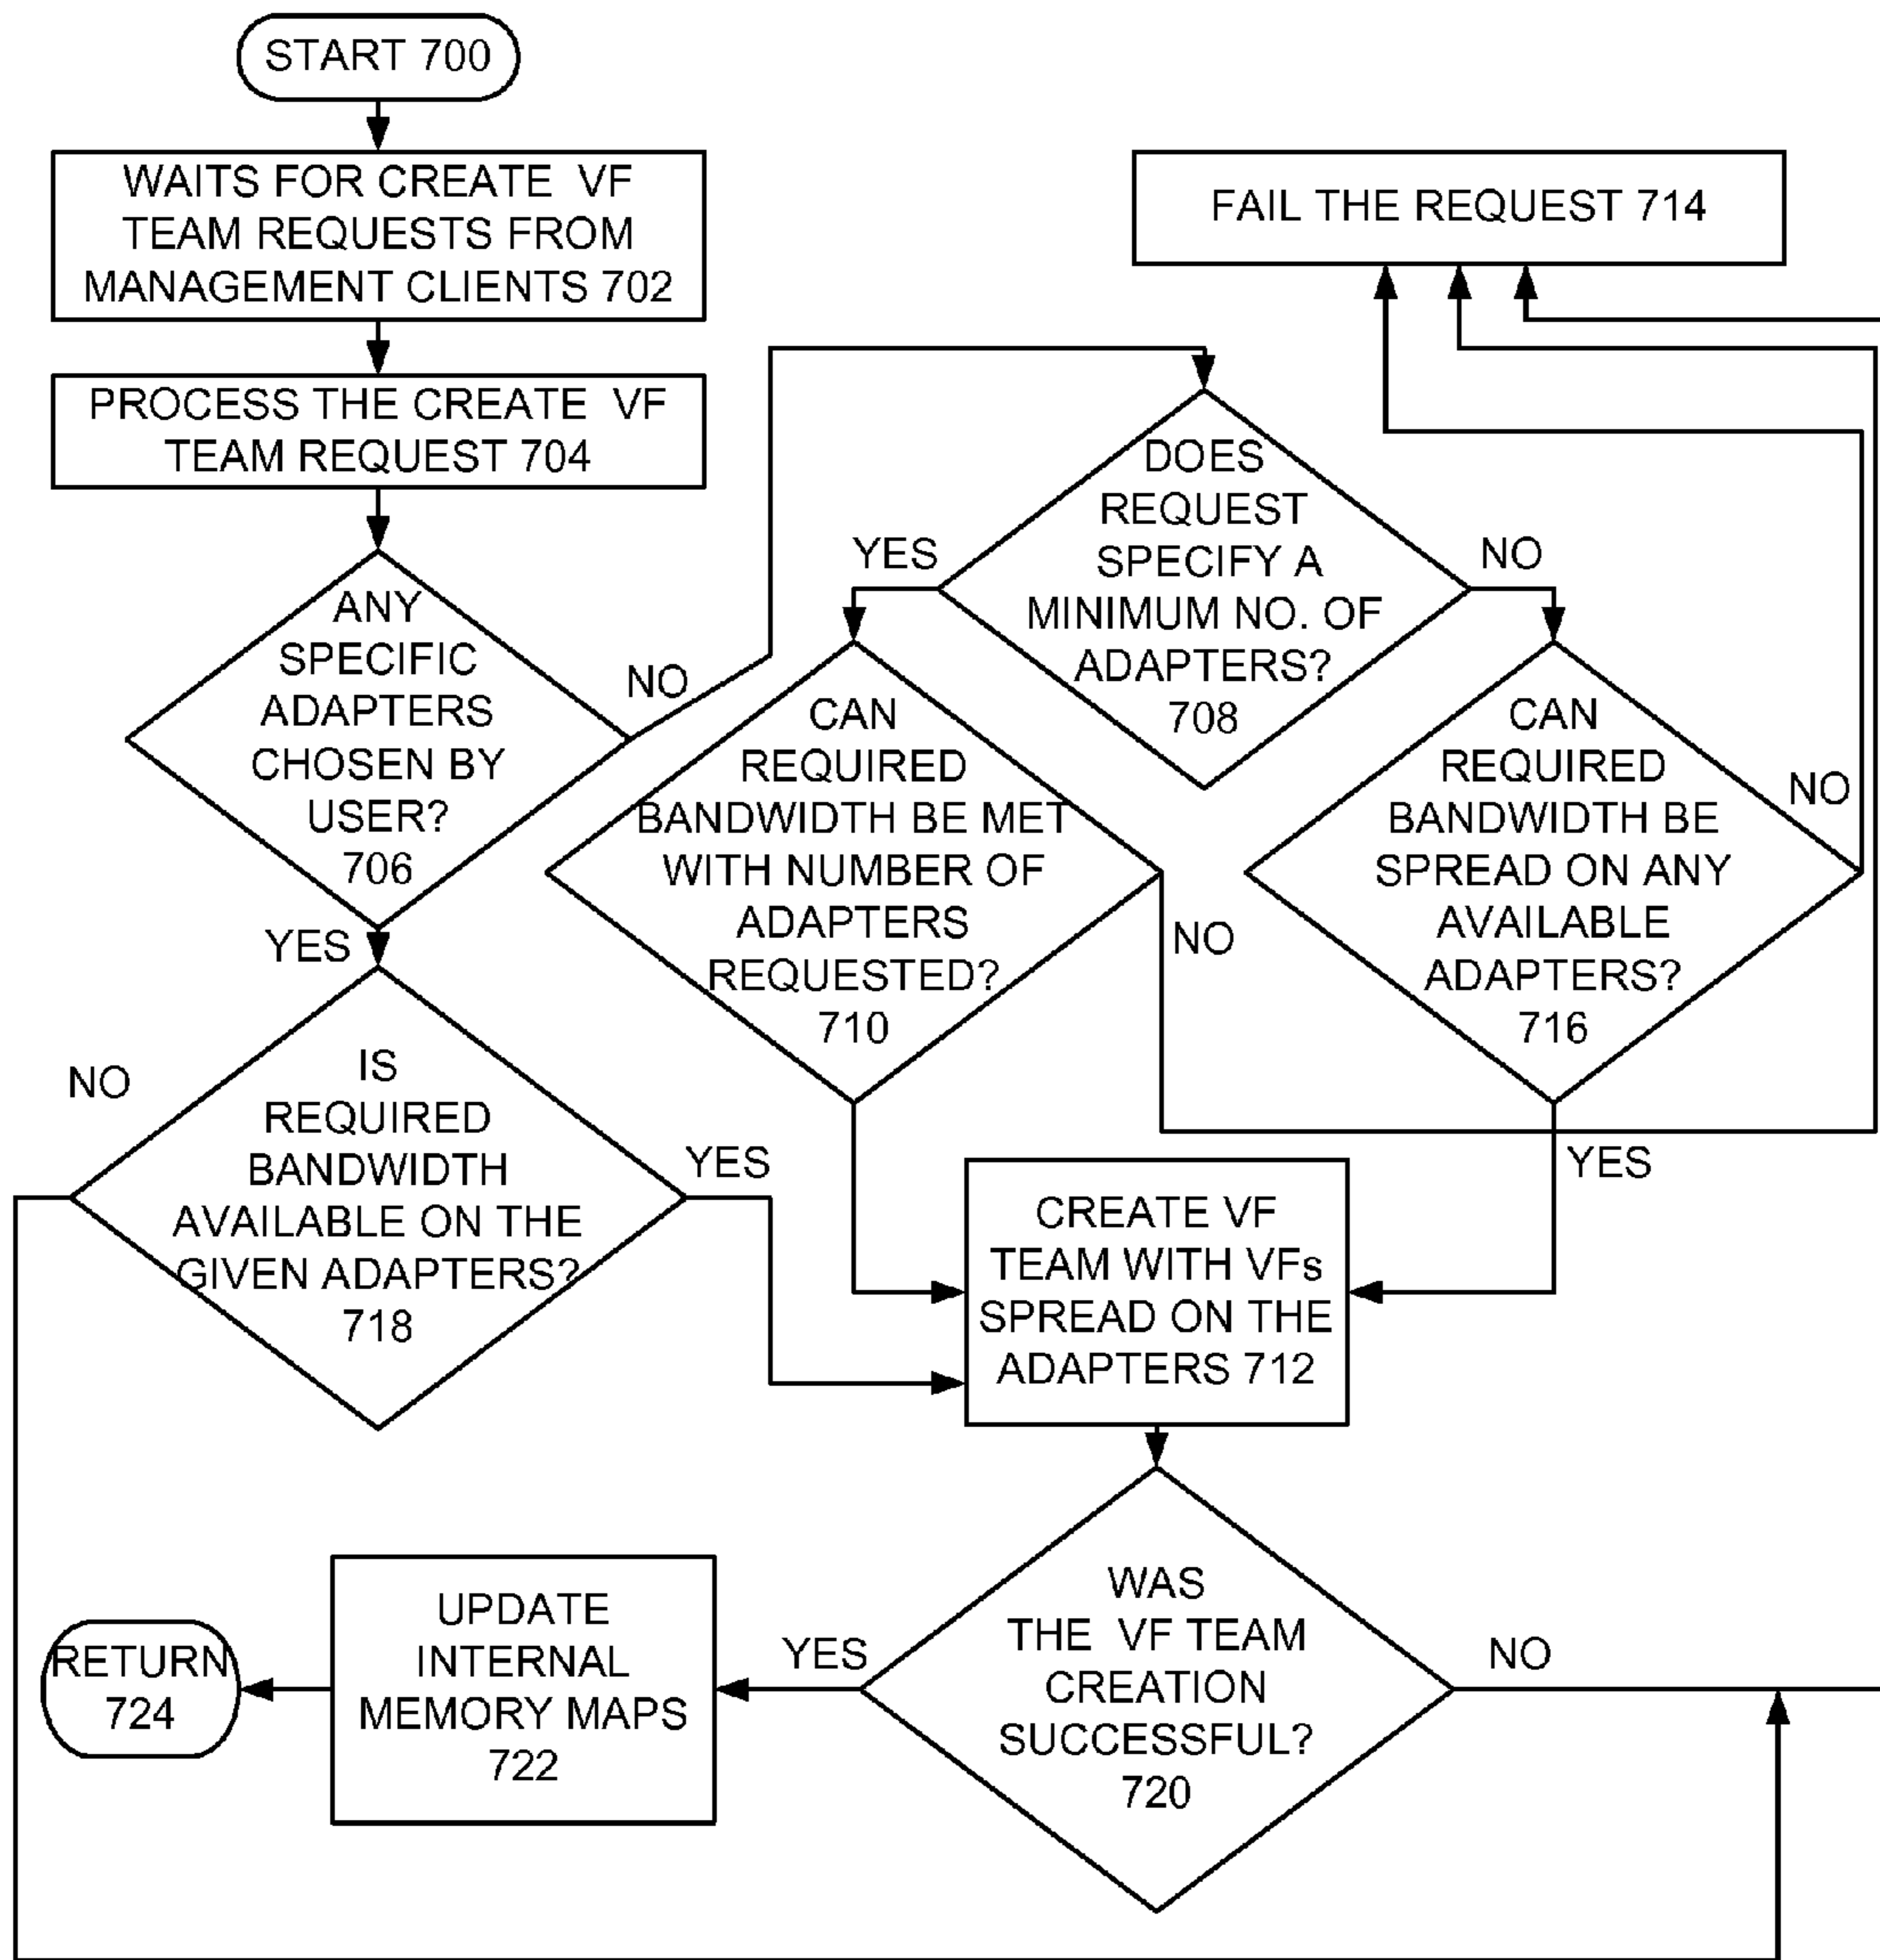 START 700
WAITS FOR CREATE VF
TEAM REQUESTS FROM
MANAGEMENT CLIENTS 702
PROCESS THE CREATE VF
TEAM REQUEST 704
ANY
SPECIFIC
ADAPTERS
CHOSEN BY
USER?
706
NO
YES
FAIL THE REQUEST 714
DOES
REQUEST
SPECIFY A
MINIMUM NO. OF
ADAPTERS?
708
YES
NO
CAN
REQUIRED
BANDWIDTH BE MET
WITH NUMBER OF
ADAPTERS
REQUESTED?
710
NO
CAN
REQUIRED
BANDWIDTH BE
SPREAD ON ANY
AVAILABLE
ADAPTERS?
716
NO
YES
IS
REQUIRED
BANDWIDTH
AVAILABLE ON THE
GIVEN ADAPTERS?
718
NO
YES
CREATE VF
TEAM WITH VFs
SPREAD ON THE
ADAPTERS 712
WAS
THE VF TEAM
CREATION
SUCCESSFUL?
720
YES
NO
UPDATE
INTERNAL
MEMORY MAPS
722
RETURN
724